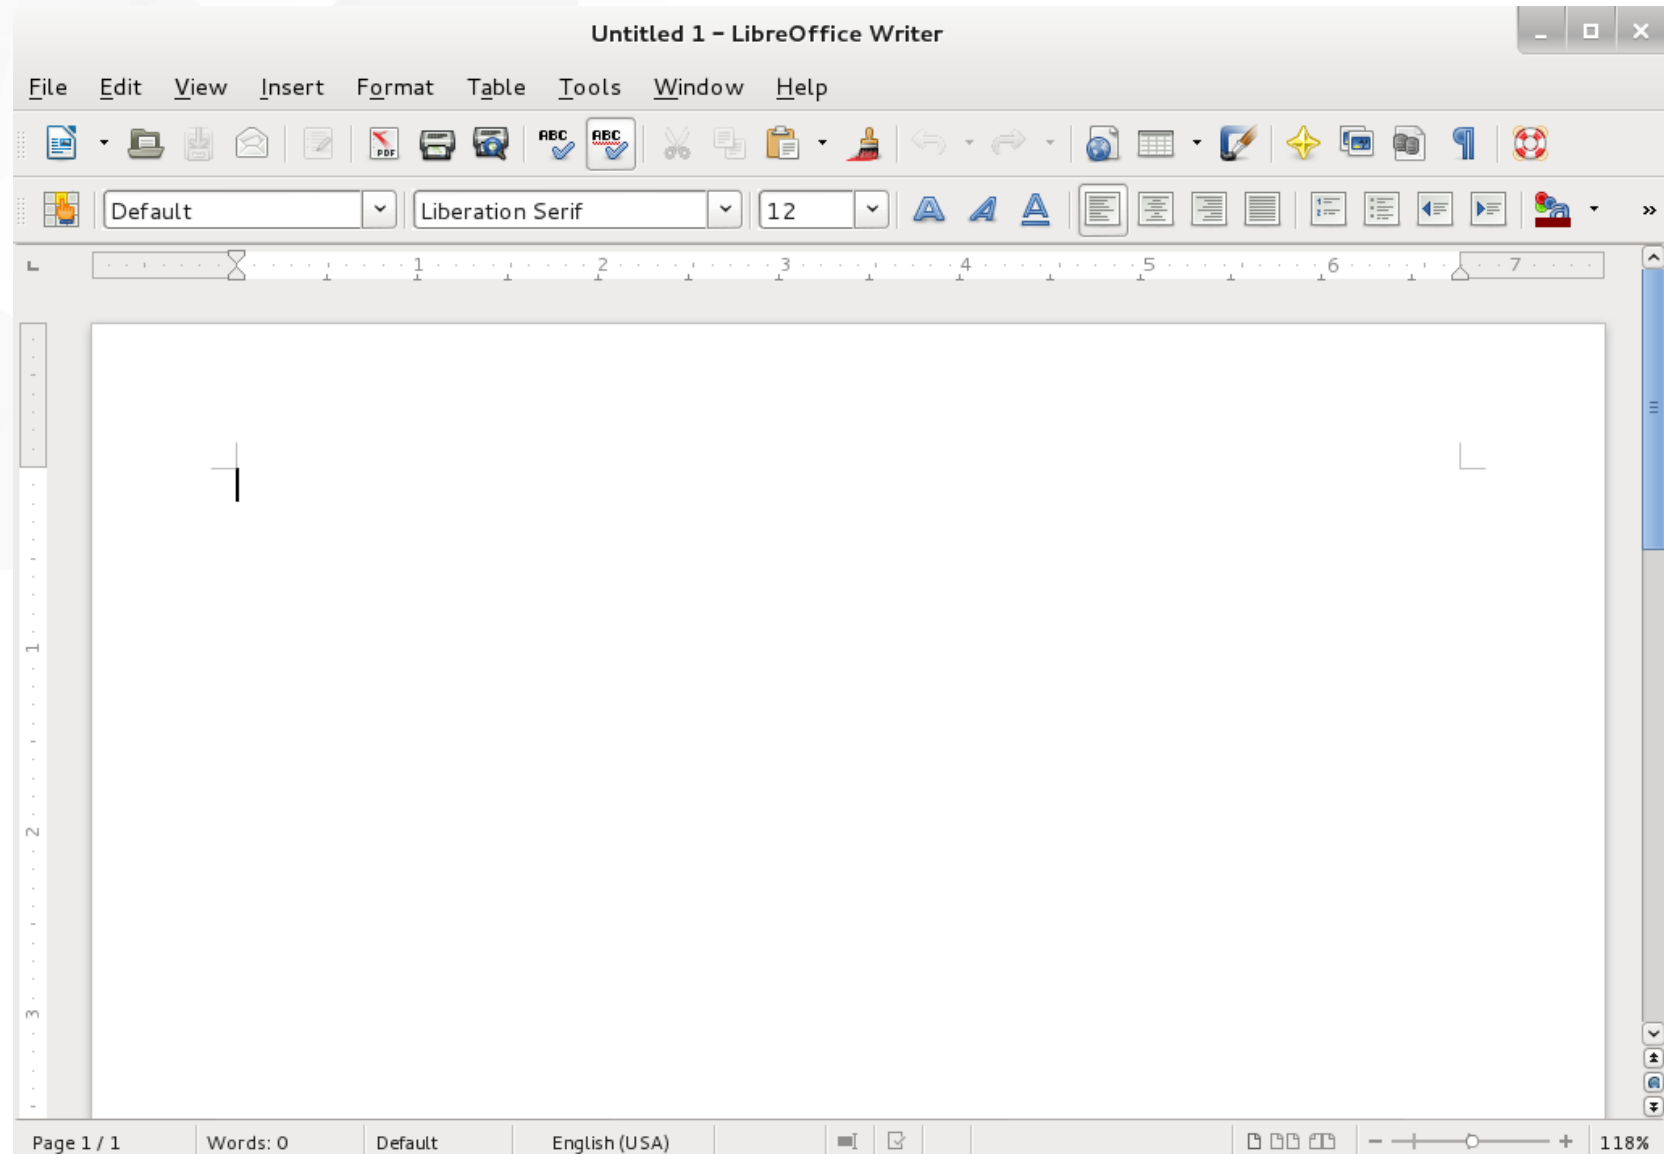 Untitled 1 – LibreOffice Writer
File Edit View Insert Format Table Tools Window Help
PDF ABC ABC
Default Liberation Serif 12
1 2 3 4 5 6 7
1
2
3
Page 1 / 1 Words: 0 Default English (USA) 118%